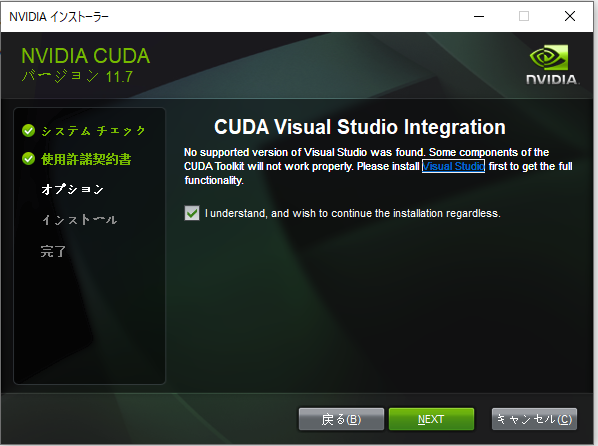 NVIDIA インストーラー
NVIDIA CUDA
バージョン 11.7
NVIDIA.
システム チェック
使用許諾契約書
オプション
インストール
完了
CUDA Visual Studio Integration
No supported version of Visual Studio was found. Some components of the
CUDA Toolkit will not work properly. Please install Visual Studio first to get the full
functionality.
I understand, and wish to continue the installation regardless.
戻る(B)
NEXT
キャンセル(C)